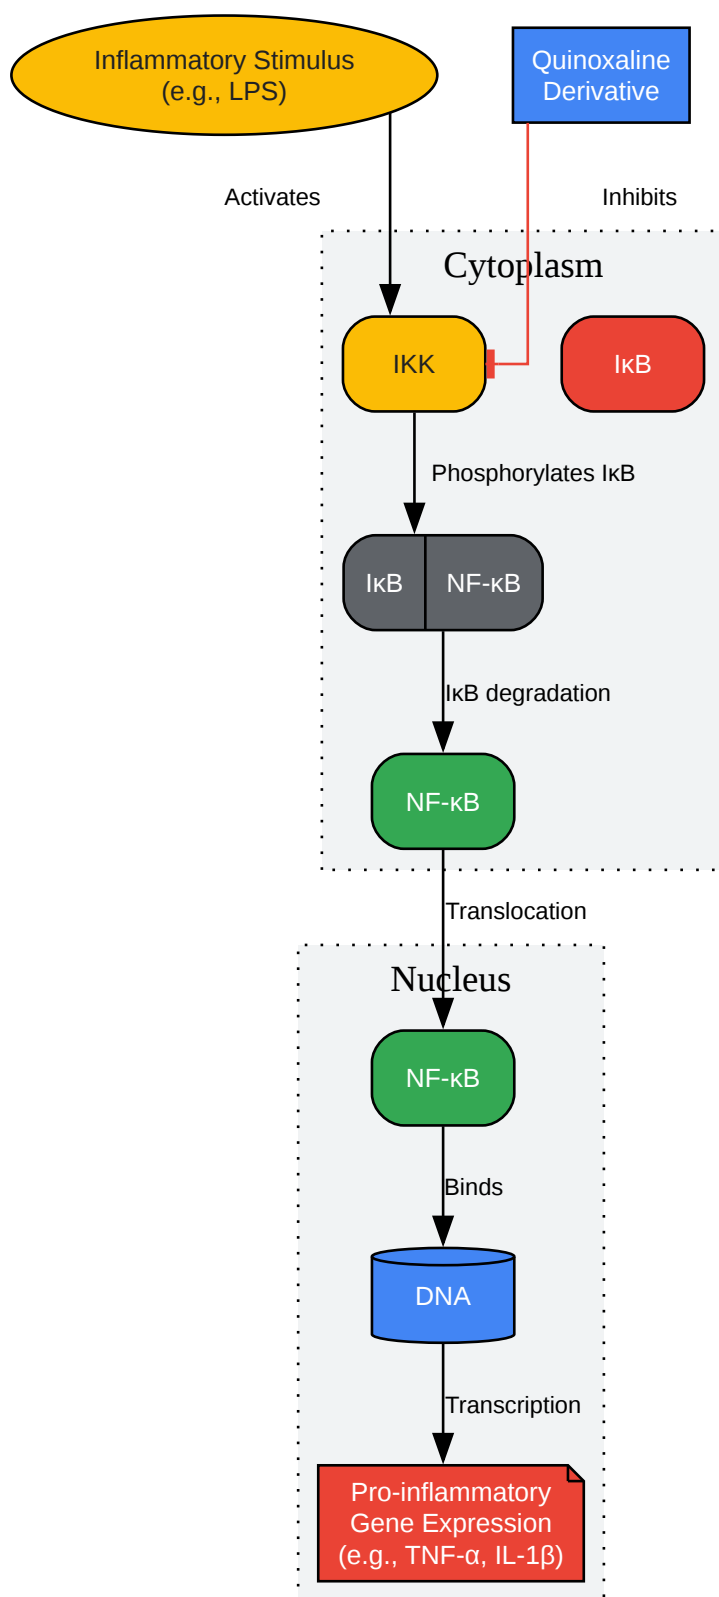 Inflammatory Stimulus
(e.g., LPS)
Quinoxaline
Derivative
Activates
Inhibits
Cytoplasm
IKK
IκB
Phosphorylates IκB
IκB
NF-κB
IκB degradation
NF-κB
Translocation
Nucleus
NF-κB
Binds
DNA
Transcription
Pro-inflammatory
Gene Expression
(e.g., TNF-α, IL-1β)